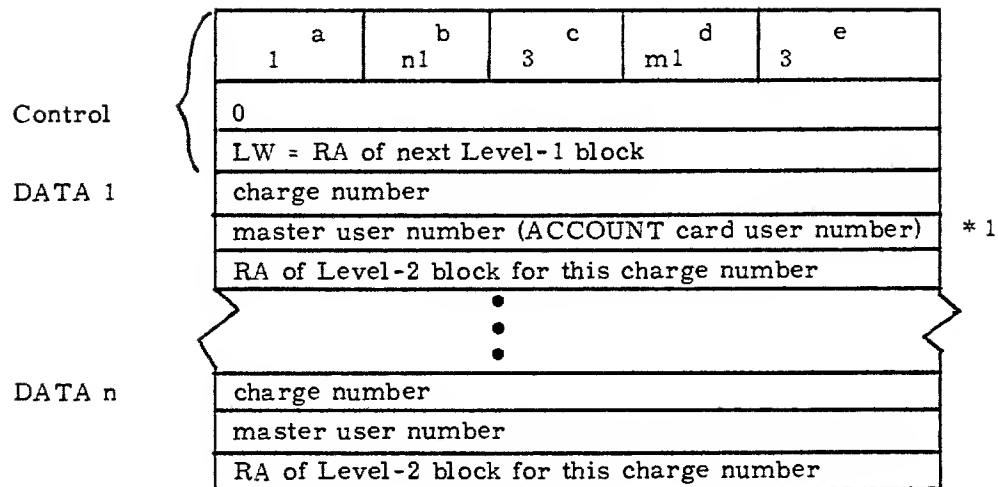 a b c d e
1 n1 3 m1 3
Control
0
LW = RA of next Level-1 block
DATA 1 charge number
master user number (ACCOUNT card user number) * 1
RA of Level-2 block for this charge number
DATA n charge number
master user number
RA of Level-2 block for this charge number